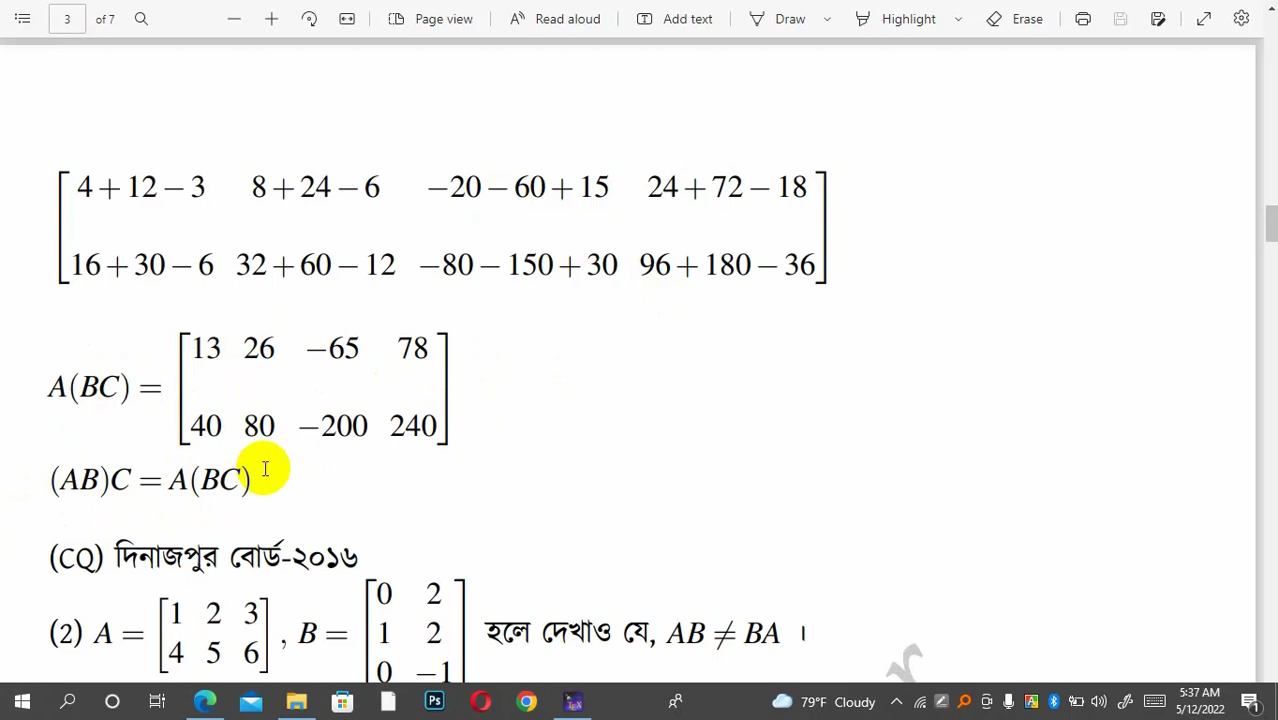 3 of 7 Page view Read aloud Add text Draw Highlight Erase
4 + 12 − 3 8 + 24 − 6 −20 − 60 + 15 24 + 72 − 18
16 + 30 − 6 32 + 60 − 12 −80 − 150 + 30 96 + 180 − 36
13 26 −65 78
A(BC) =
40 80 −200 240
(AB)C = A(BC)
(CQ) দিনাজপুর বোর্ড-২০১৬
(2) A = [1 2 3 4 5 6] , B = [0 2 1 2 0 −1] হলে দেখাও যে, AB ≠ BA ।
79°F Cloudy 5:37 AM
5/12/2022